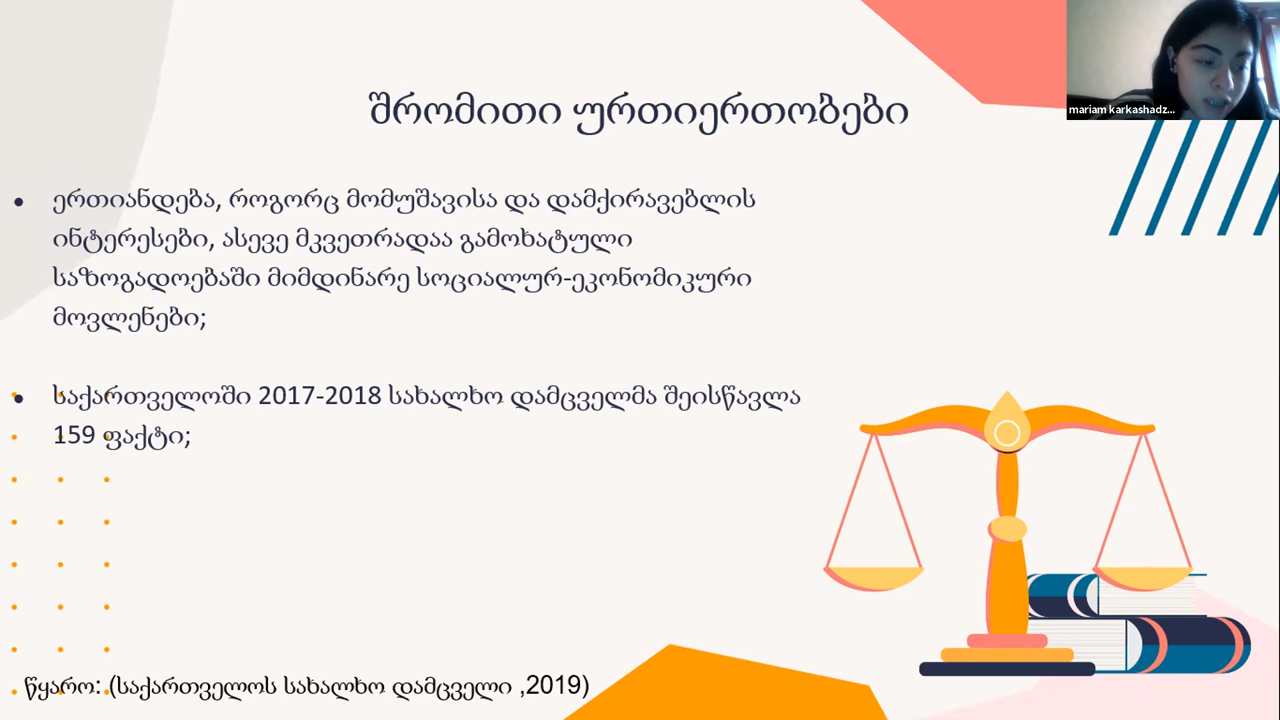 შრომითი ურთიერთობები
mariam karkashadz...
• ერთიანდება, როგორც მომუშავისა და დამქირავებლის
ინტერესები, ასევე მკვეთრადაა გამოხატული
საზოგადოებაში მიმდინარე სოციალურ-ეკონომიკური
მოვლენები;
• საქართველოში 2017-2018 სახალხო დამცველმა შეისწავლა
159 ფაქტი;
წყარო: (საქართველოს სახალხო დამცველი ,2019)